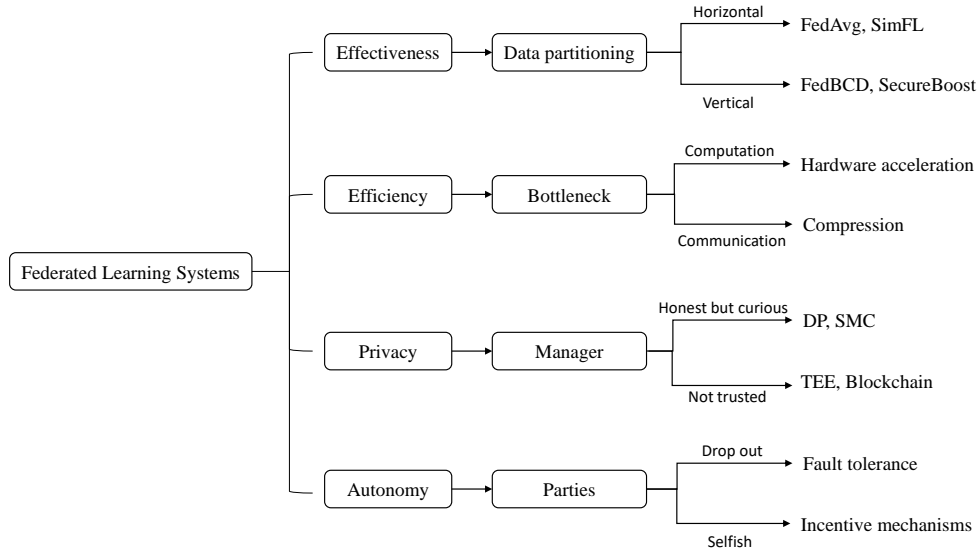 Horizontal
FedAvg, SimFL
Effectiveness
Data partitioning
FedBCD, SecureBoost
Vertical
Computation
Hardware acceleration
Efficiency
Bottleneck
Compression
Communication
Federated Learning Systems
Honest but curious
DP, SMC
Privacy
Manager
TEE, Blockchain
Not trusted
Drop out
Fault tolerance
Autonomy
Parties
Incentive mechanisms
Selfish